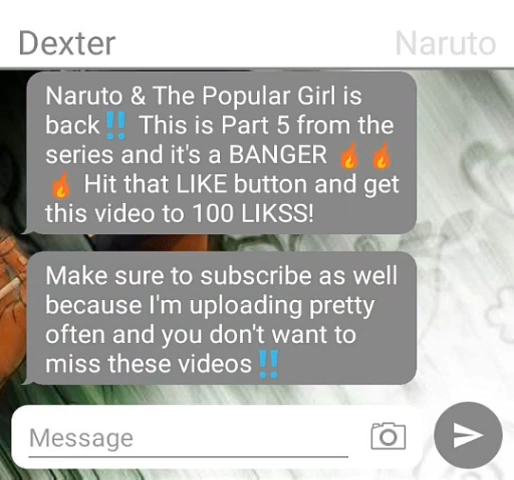 Dexter Naruto
Naruto & The Popular Girl is
back‼️ This is Part 5 from the
series and it's a BANGER 🔥 🔥
🔥 Hit that LIKE button and get
this video to 100 LIKSS!
Make sure to subscribe as well
because I'm uploading pretty
often and you don't want to
miss these videos‼️
Message